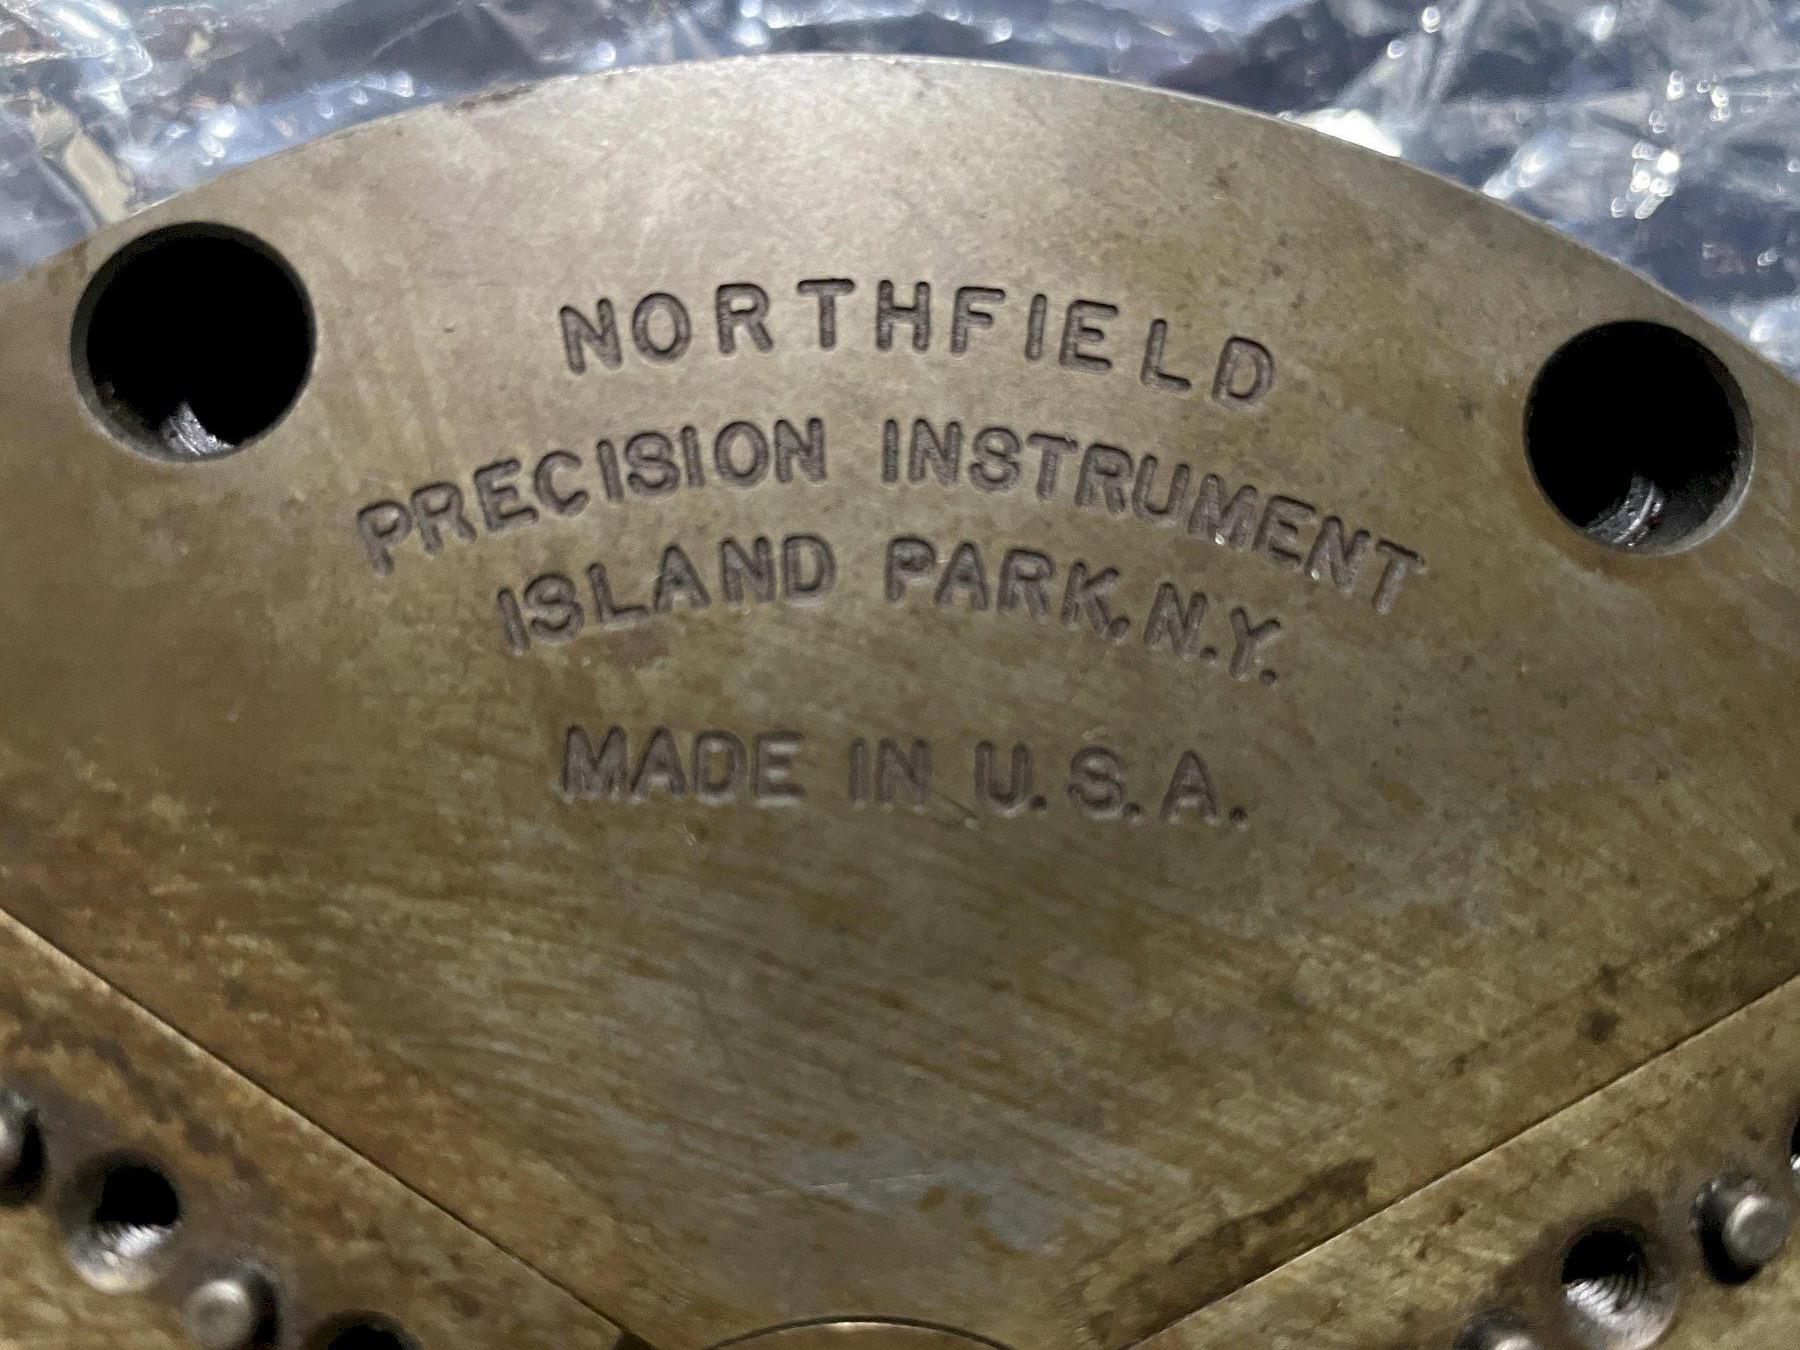 NORTHFIELD
PRECISION INSTRUMENT
ISLAND PARK, N.Y.
MADE IN U.S.A.